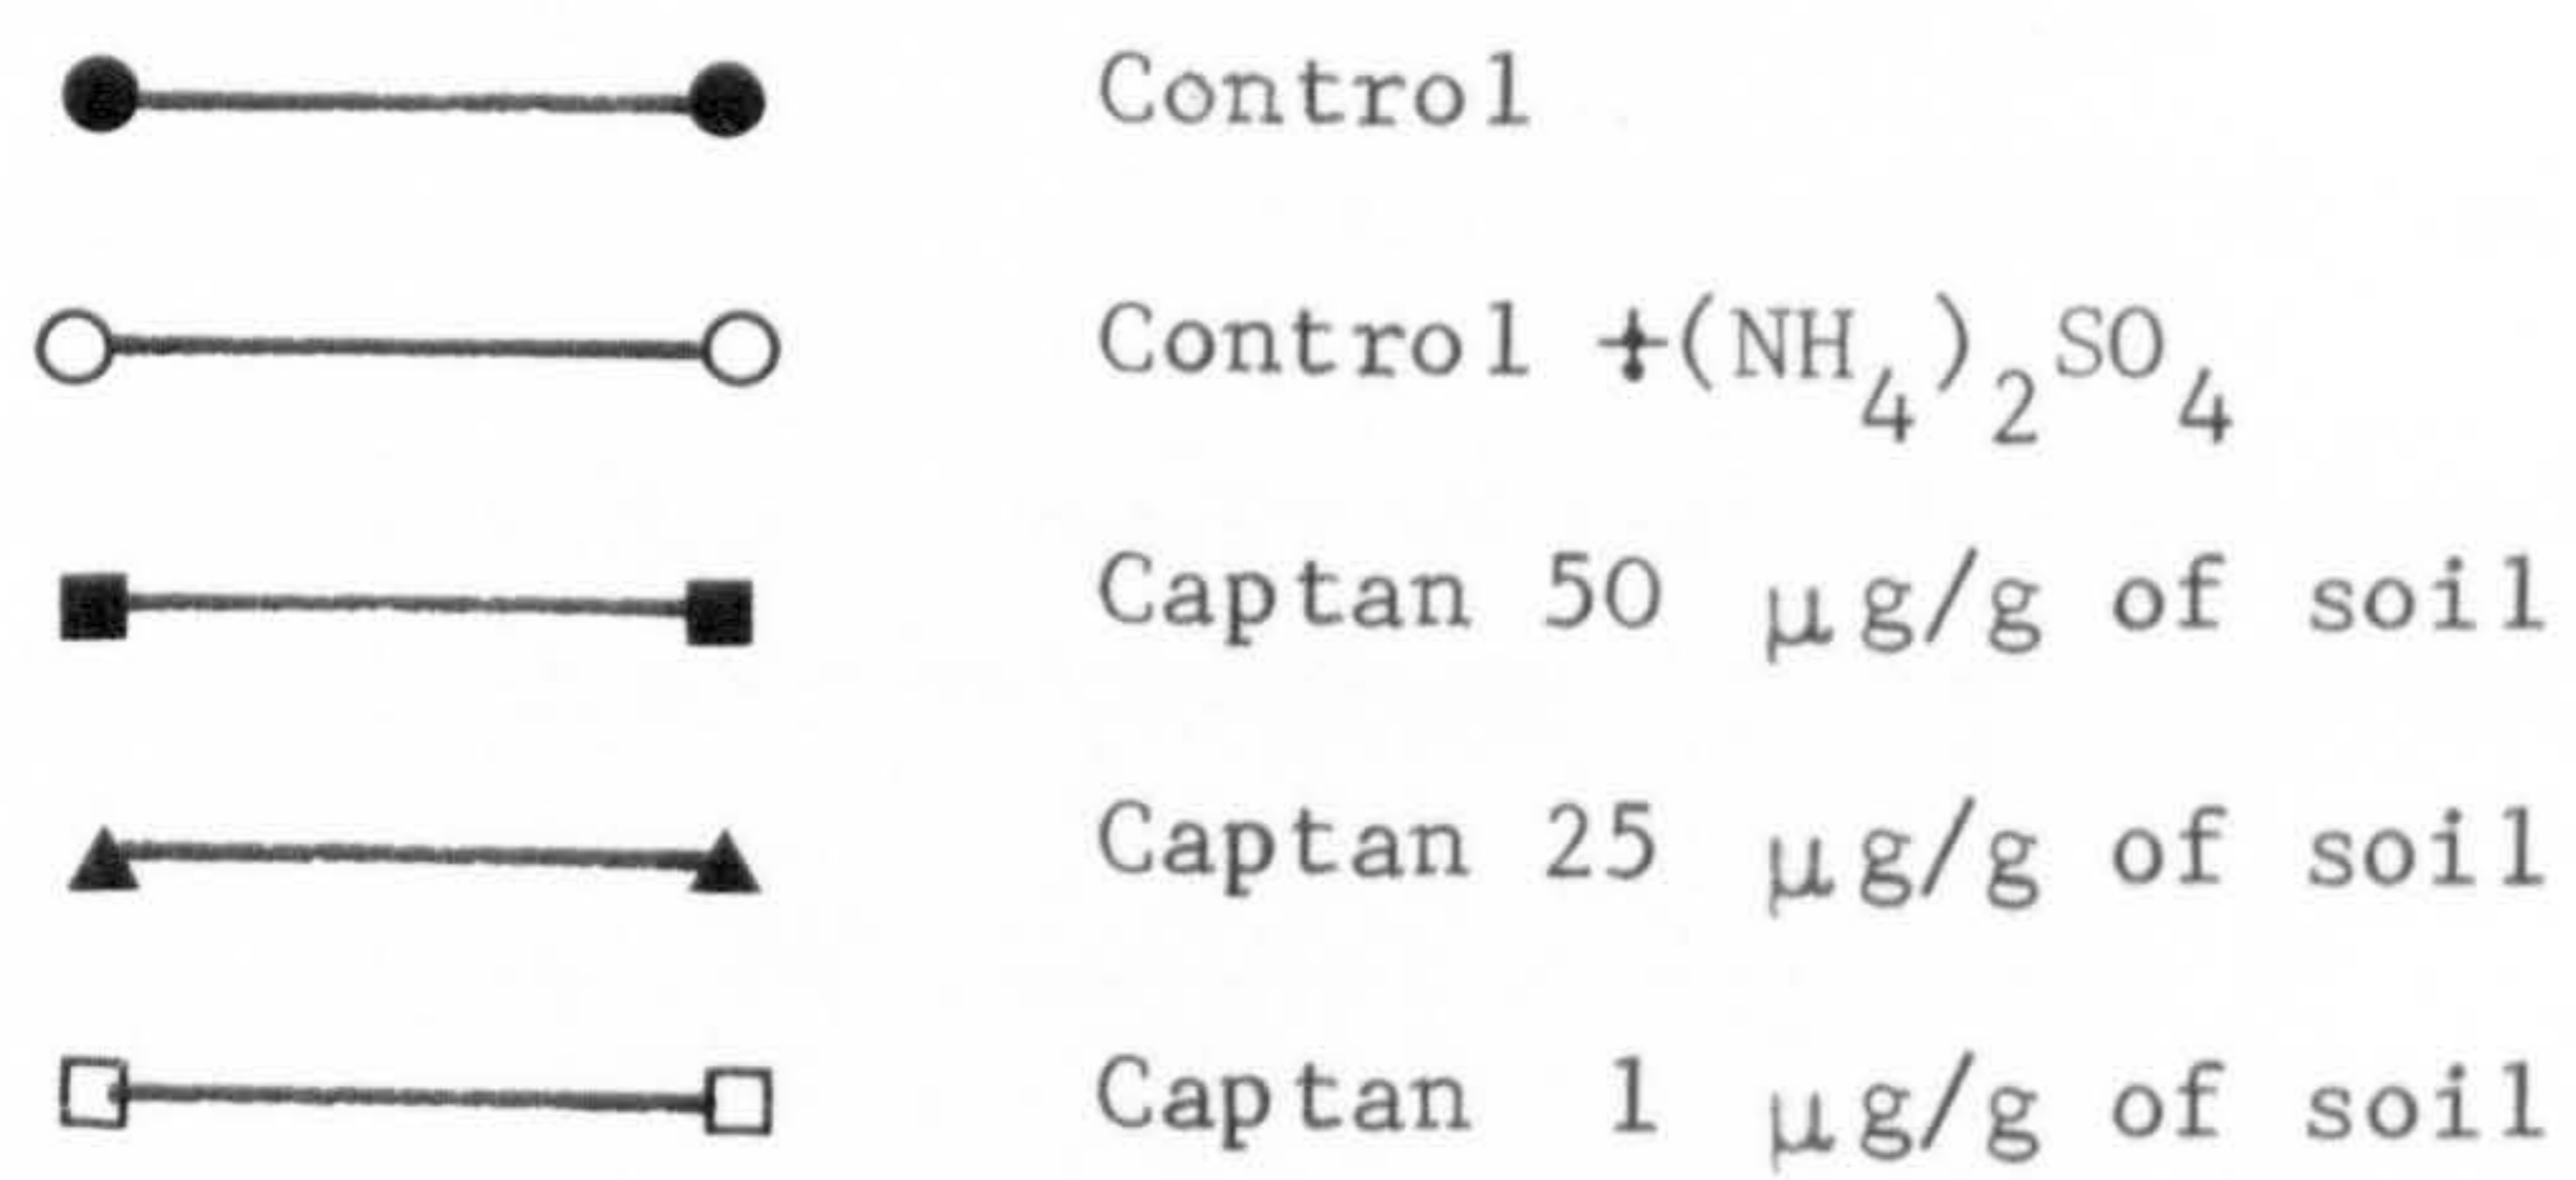 Control
Control +(NH4)2SO4
Captan 50 μg/g of soil
Captan 25 μg/g of soil
Captan 1 μg/g of soil